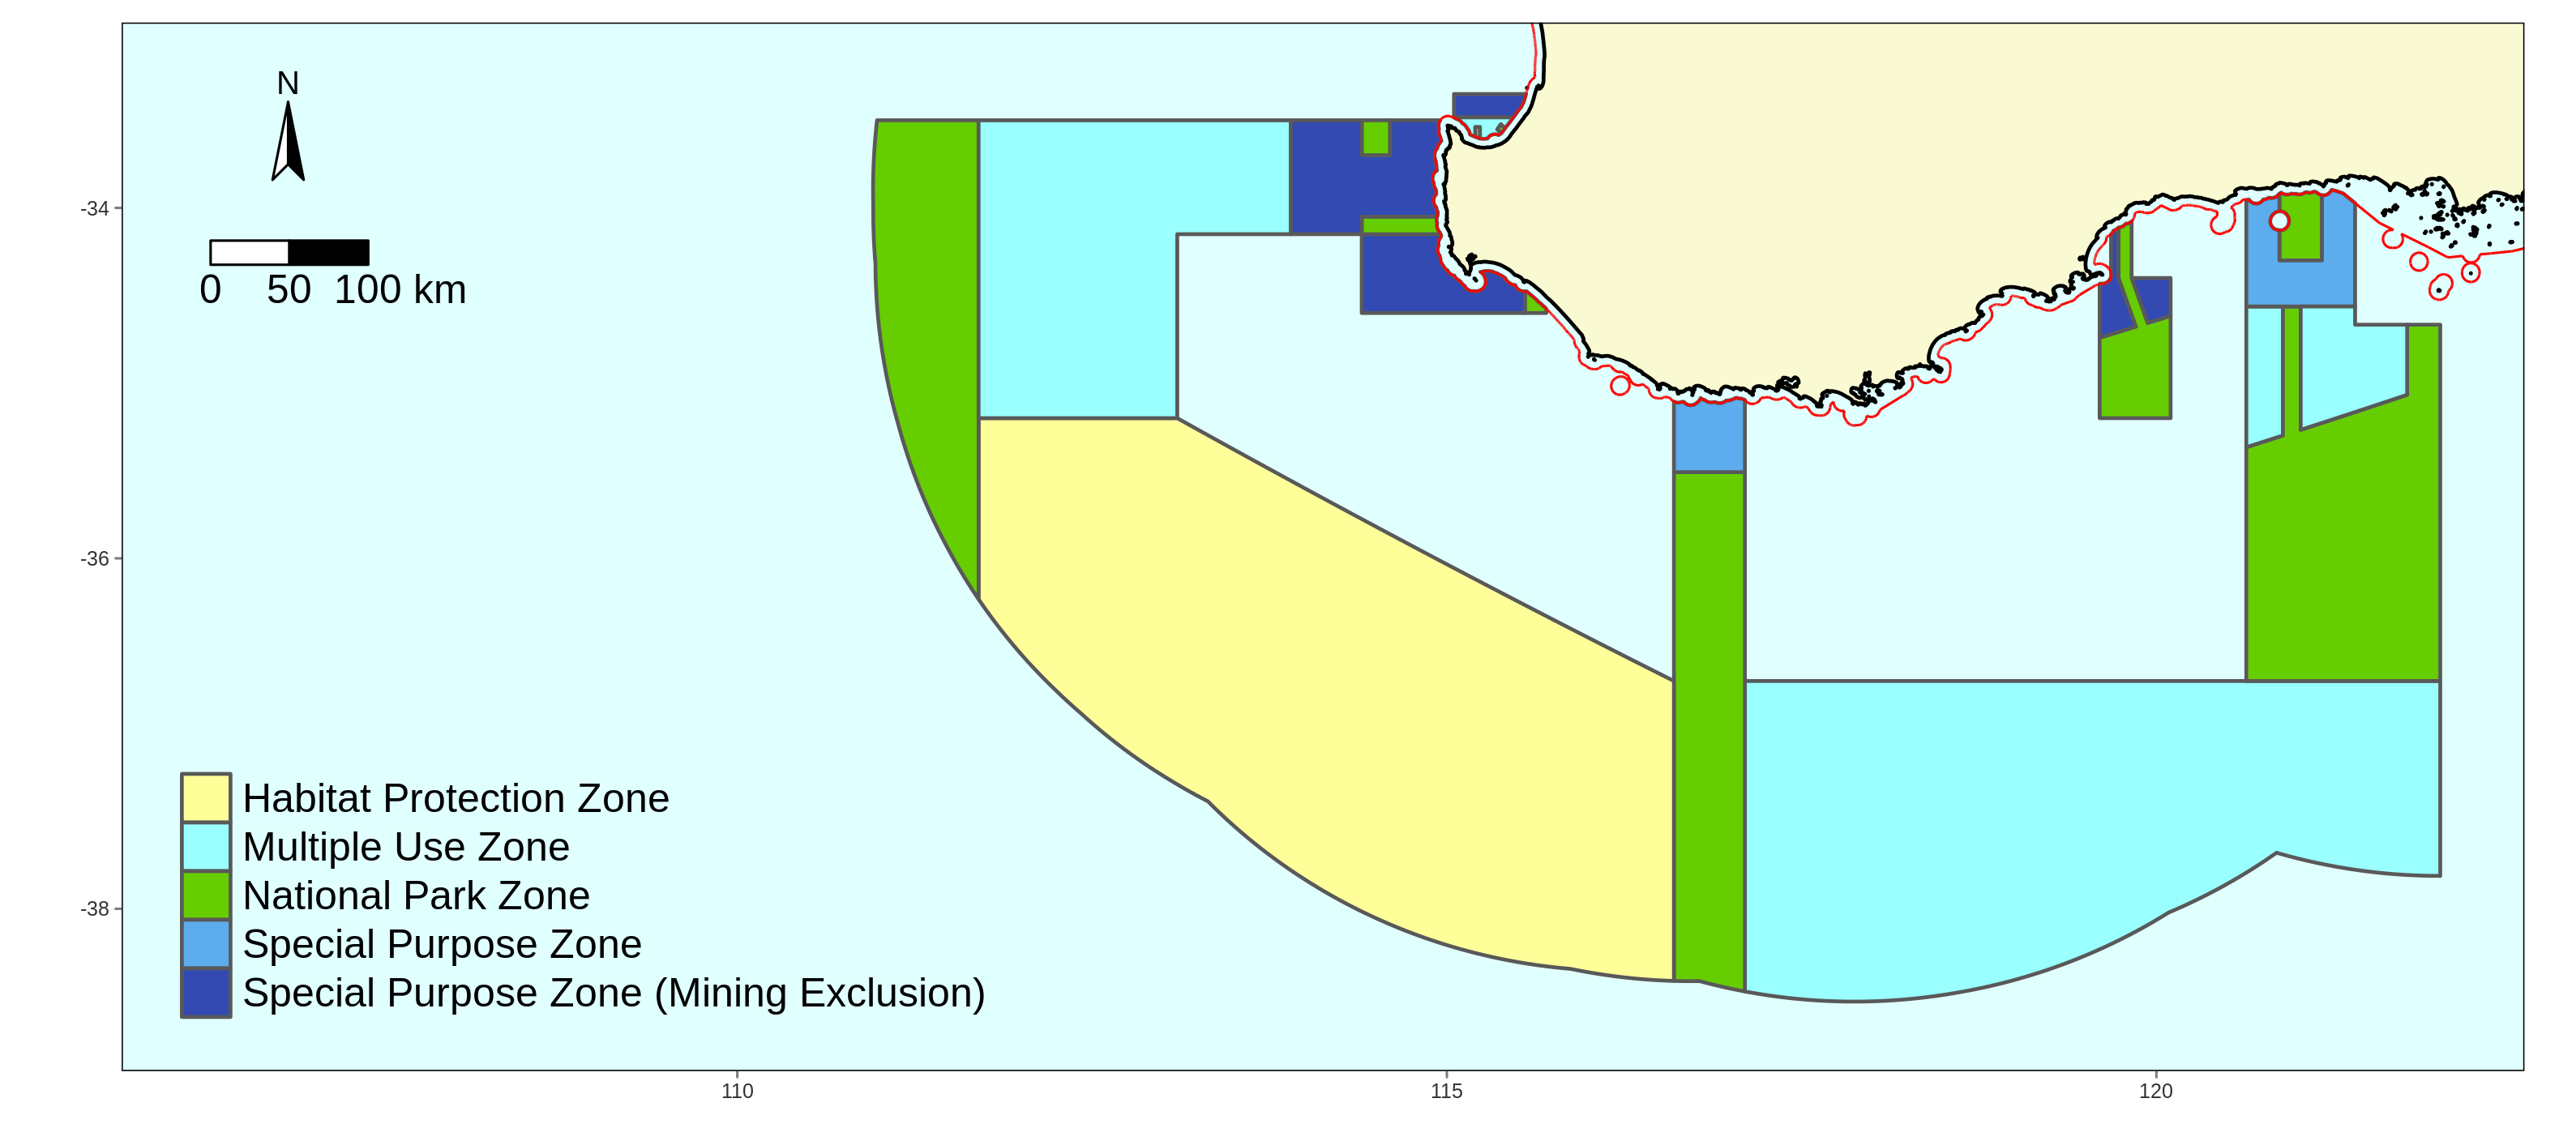 N
0 50 100 km
-34
-36
-38
Habitat Protection Zone
Multiple Use Zone
National Park Zone
Special Purpose Zone
Special Purpose Zone (Mining Exclusion)
110 115 120